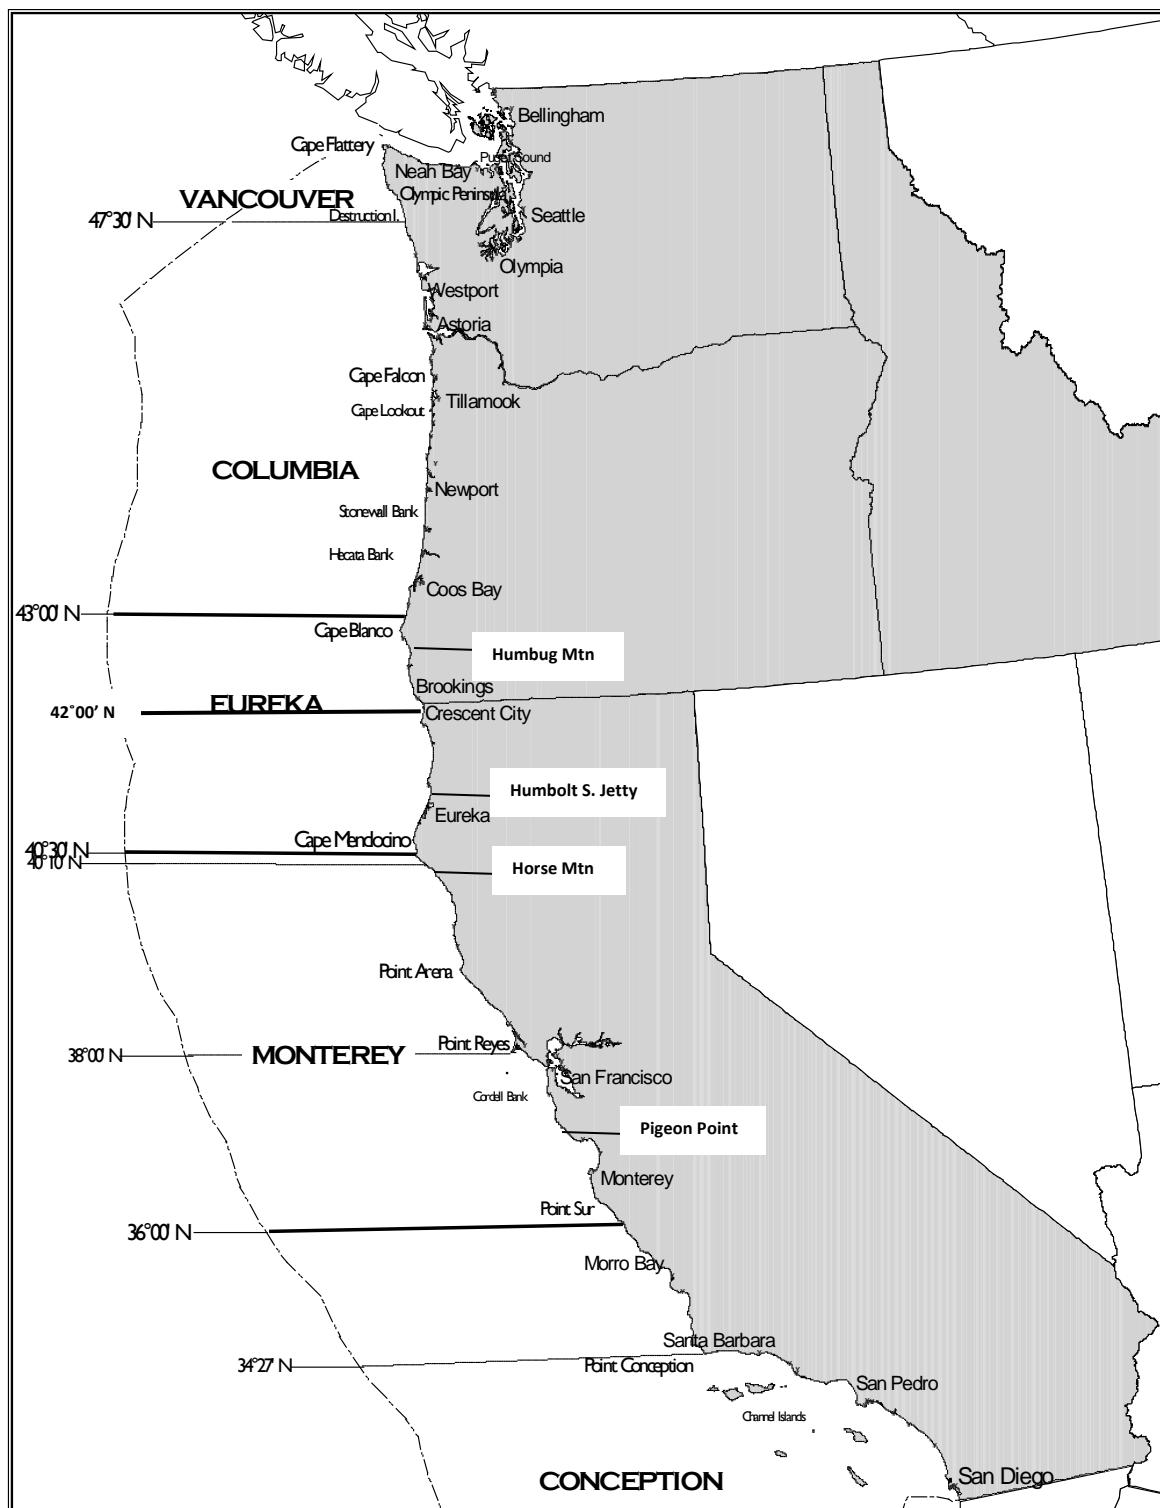 Bellingham
Cape Flattery
Puget Sound
Neah Bay
VANCOUVER
Olympic Peninsula
47°30' N
Destruction I.
Seattle
Olympia
Westport
Astoria
Cape Falcon
Tillamook
Cape Lookout
COLUMBIA
Newport
Stonewall Bank
Hecata Bank
Coos Bay
43°00' N
Cape Blanco
Humbug Mtn
Brookings
EUREKA
42°00' N
Crescent City
Humbolt S. Jetty
Eureka
Cape Mendocino
40°30' N
40°10' N
Horse Mtn
Point Arena
Point Reyes
38°00' N
MONTEREY
San Francisco
Cordell Bank
Pigeon Point
Monterey
Point Sur
36°00' N
Morro Bay
Santa Barbara
34°27' N
Point Conception
San Pedro
Channel Islands
CONCEPTION
San Diego